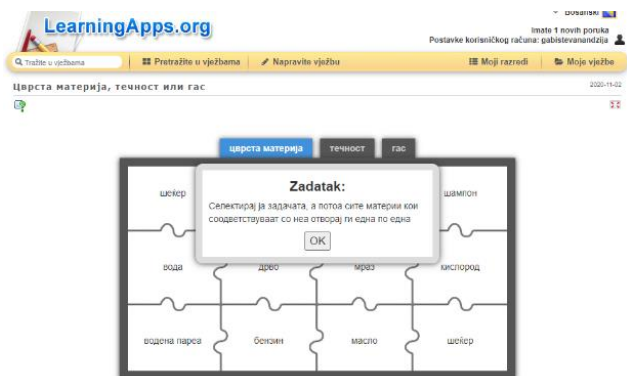 Bosanski
LearningApps.org
Imate 1 novih poruka
Postavke korisničkog računa: gabistevanandzija
Tražite u vježbama
Pretražite u vježbama
Napravite vježbu
Moji razredi
Moje vježbe
Цврста материја, течност или гас
2020-11-02
цврста материја течност гас
Zadatak:
Селектирај ја задачата, а потоа сите материи кои
соодветствуваат со неа отворај ги една по една
OK
шеќер
шампон
вода
дрво
мраз
кислород
водена пареа
бензин
масло
шеќер